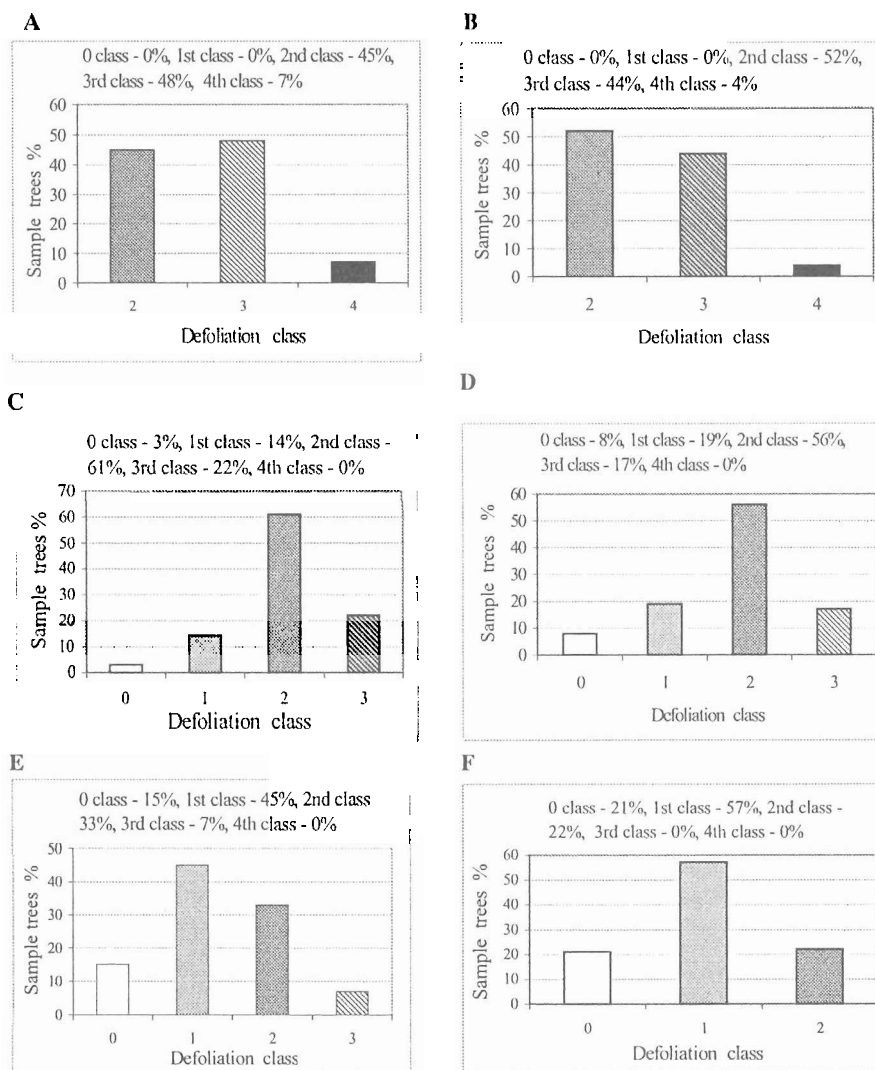 A
0 class - 0%, 1st class - 0%, 2nd class - 45%,
3rd class - 48%, 4th class - 7%
60
50
40
30
20
10
0
Sample trees %
2 3 4
Defoliation class
B
0 class - 0%, 1st class - 0%, 2nd class - 52%,
3rd class - 44%, 4th class - 4%
60
50
40
30
20
10
0
Sample trees %
2 3 4
Defoliation class
C
0 class - 3%, 1st class - 14%, 2nd class -
61%, 3rd class - 22%, 4th class - 0%
70
60
50
40
30
20
10
0
Sample trees %
0 1 2 3
Defoliation class
D
0 class - 8%, 1st class - 19%, 2nd class - 56%,
3rd class - 17%, 4th class - 0%
60
50
40
30
20
10
0
Sample trees %
0 1 2 3
Defoliation class
E
0 class - 15%, 1st class - 45%, 2nd class
33%, 3rd class - 7%, 4th class - 0%
50
40
30
20
10
0
Sample trees %
0 1 2 3
Defoliation class
F
0 class - 21%, 1st class - 57%, 2nd class -
22%, 3rd class - 0%, 4th class - 0%
60
50
40
30
20
10
0
Sample trees %
0 1 2
Defoliation class